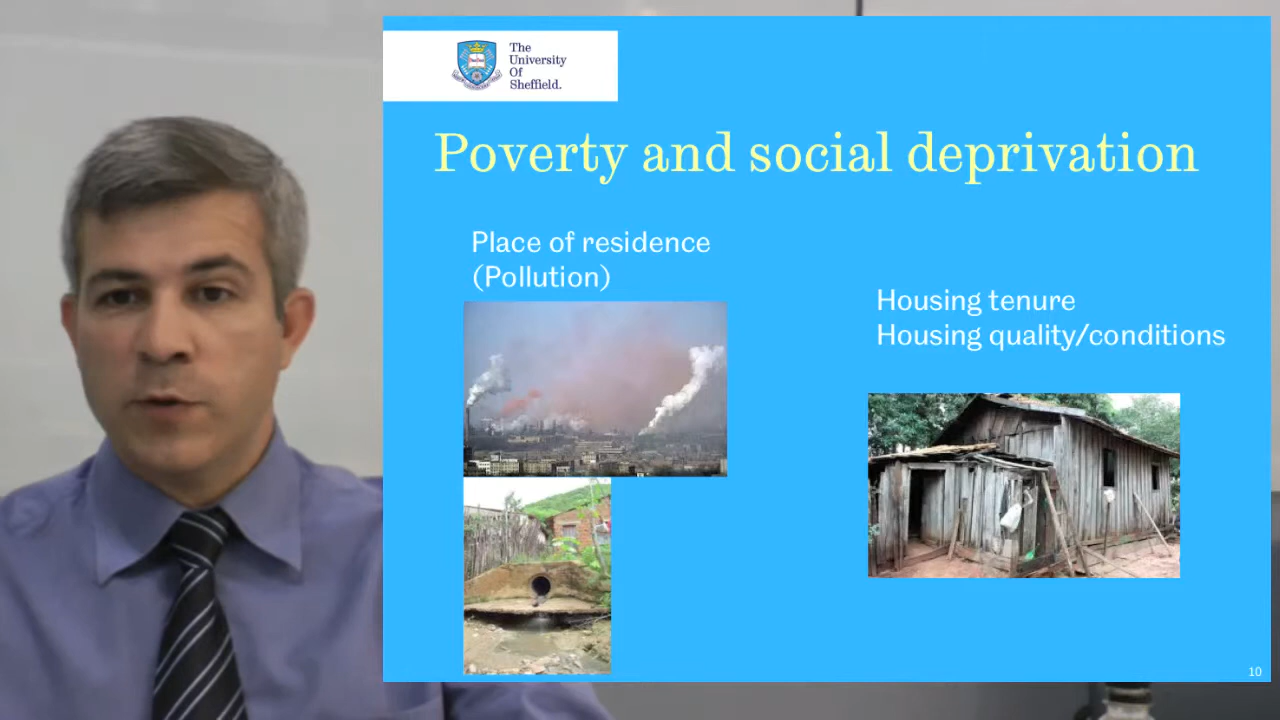 The
University
Of
Sheffield.
Poverty and social deprivation
Place of residence
(Pollution)
Housing tenure
Housing quality/conditions
10